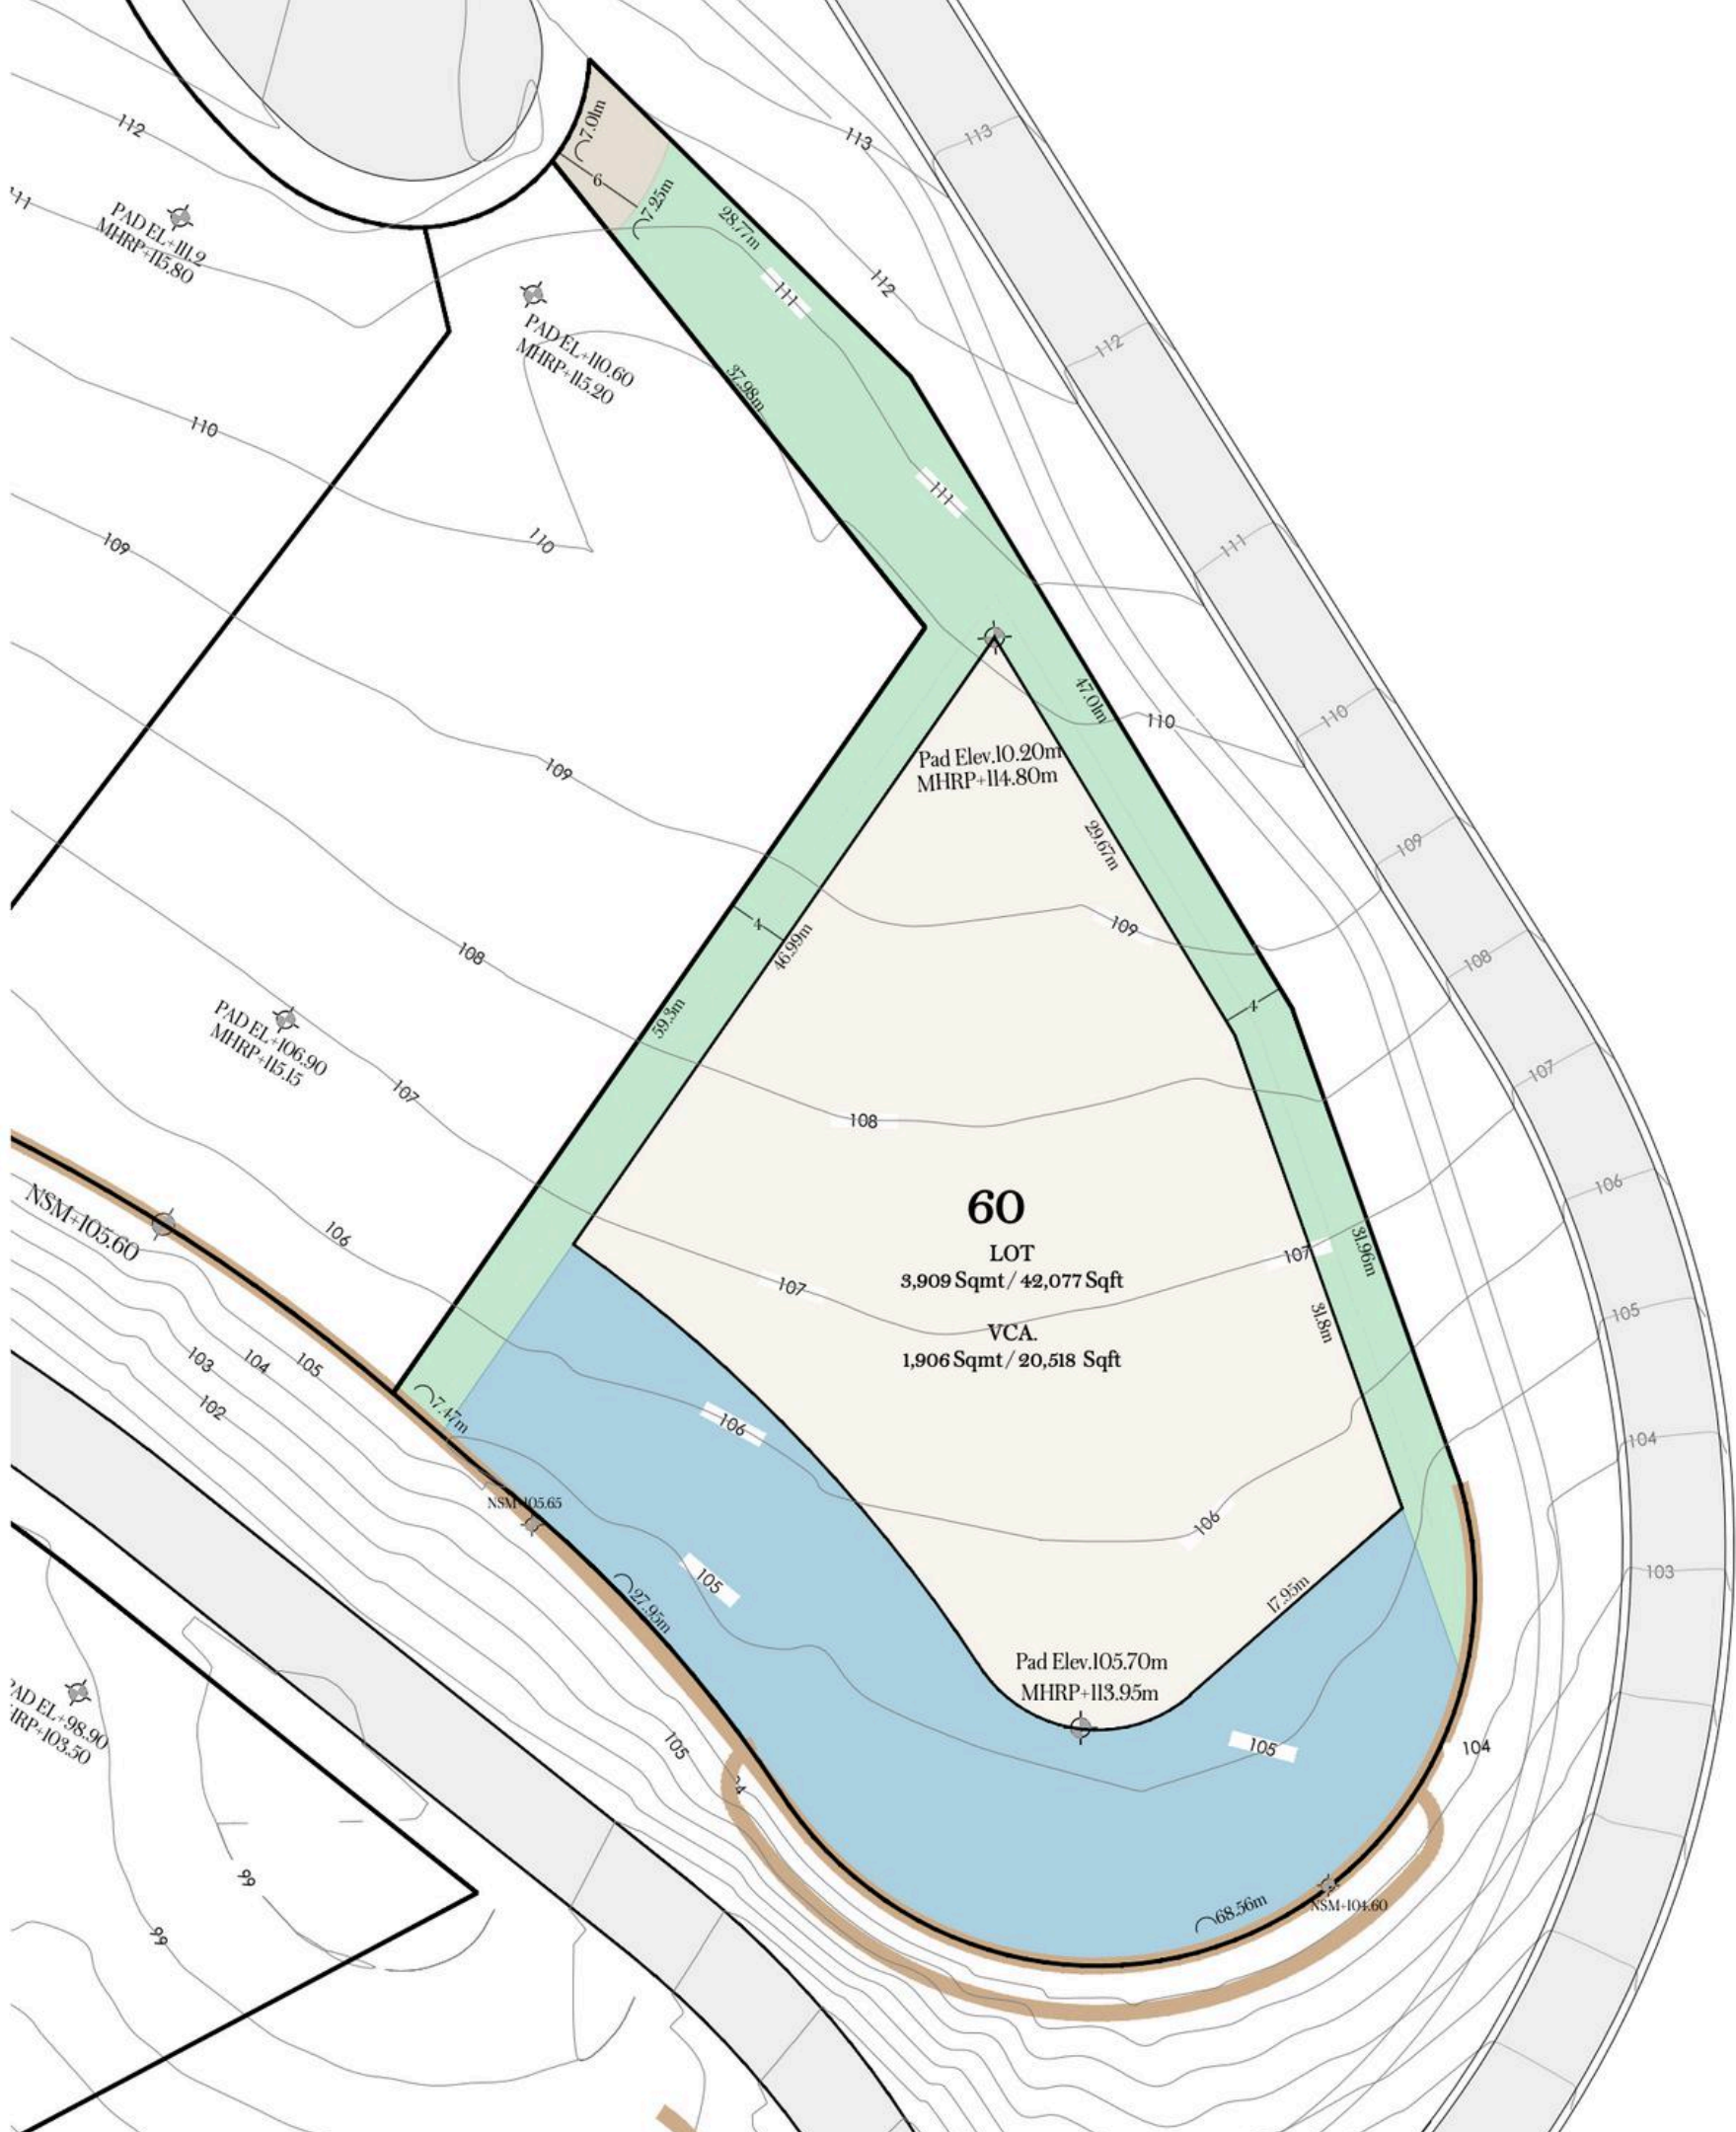 112
113
113
7.01m
6
7.25m
28.77m
PAD EL+111.2
MHRP+115.80
111
112
PAD EL+110.60
MHRP+115.20
112
37.98m
110
111
109
110
111
47.01m
110
110
Pad Elev.10.20m
MHRP+114.80m
109
29.67m
109
4
109
46.99m
108
108
59.3m
4
PAD EL+106.90
MHRP+115.15
107
107
108
60
LOT
3,909 Sqmt / 42,077 Sqft
VCA.
1,906 Sqmt / 20,518 Sqft
106
NSM+105.60
106
107
107
31.96m
31.8m
105
103
104
105
102
7.47m
106
104
NSM+105.65
106
105
27.95m
17.95m
103
Pad Elev.105.70m
MHRP+113.95m
PAD EL+98.90
105
105
104
+103.50
99
68.56m
NSM+104.60
99